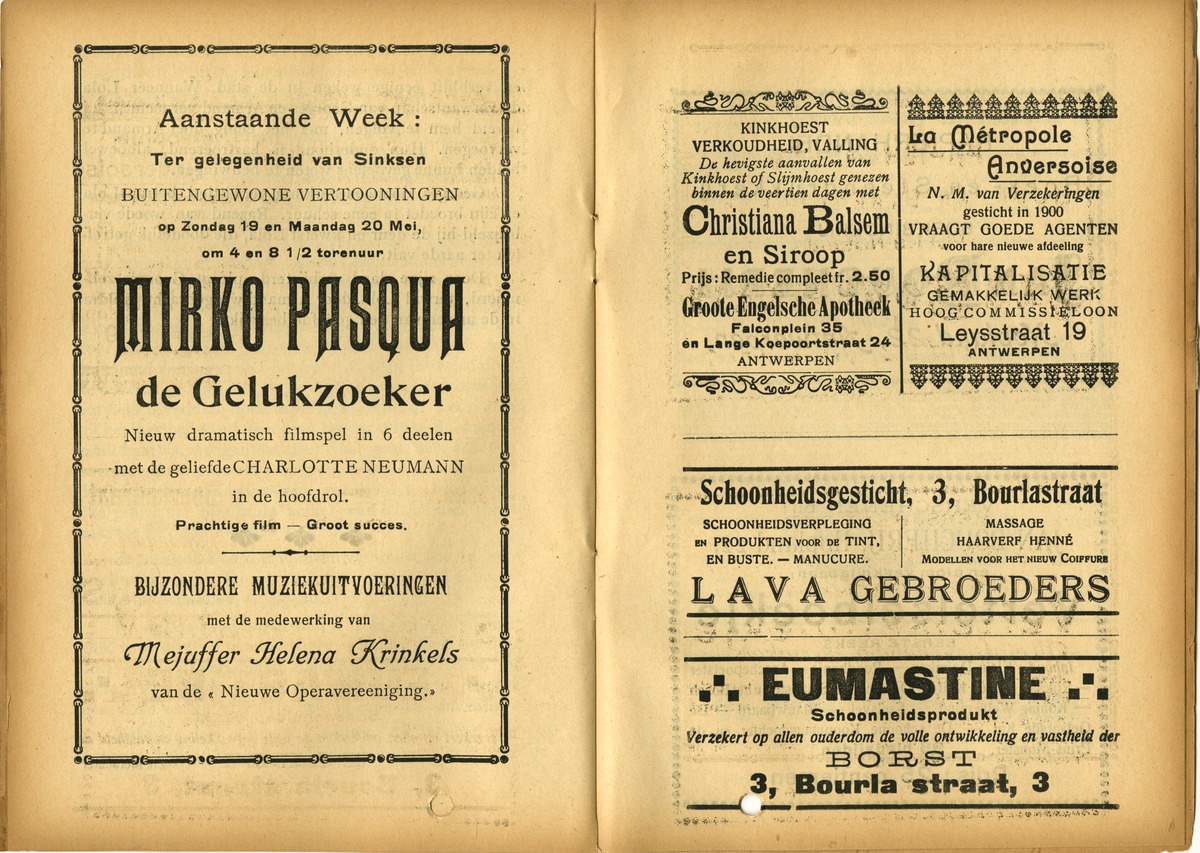 Aanstaande Week :
Ter gelegenheid van Sinksen
BUITENGEWONE VERTOONINGEN
op Zondag 19 en Maandag 20 Mei,
om 4 en 8 1/2 torenuur
MIRKO PASQUA
de Gelukzoeker
Nieuw dramatisch filmspel in 6 deelen
met de geliefde CHARLOTTE NEUMANN
in de hoofdrol.
Prachtige film — Groot succes.
BIJZONDERE MUZIEKUITVOERINGEN
met de medewerking van
Mejuffer Helena Krinkels
van de « Nieuwe Operavereeniging.»
KINKHOEST
VERKOUDHEID, VALLING
De hevigste aanvallen van
Kinkhoest of Slijmhoest genezen
binnen de veertien dagen met
Christiana Balsem
en Siroop
Prijs : Remedie compleet fr. 2.50
Groote Engelsche Apotheek
Falconplein 35
én Lange Koepoortstraat 24
ANTWERPEN
La Métropole
Anversoise
N. M. van Verzekeringen
gesticht in 1900
VRAAGT GOEDE AGENTEN
voor hare nieuwe afdeeling
KAPITALISATIE
GEMAKKELIJK WERK
HOOG COMMISSIELOON
Leysstraat 19
ANTWERPEN
Schoonheidsgesticht, 3, Bourlastraat
SCHOONHEIDSVERPLEGING
EN PRODUKTEN VOOR DE TINT,
EN BUSTE. — MANUCURE.
MASSAGE
HAARVERF HENNÉ
MODELLEN VOOR HET NIEUW COIFFURE
LAVA GEBROEDERS
EUMASTINE
Schoonheidsprodukt
Verzekert op allen ouderdom de volle ontwikkeling en vastheld der
BORST
3, Bourla straat, 3